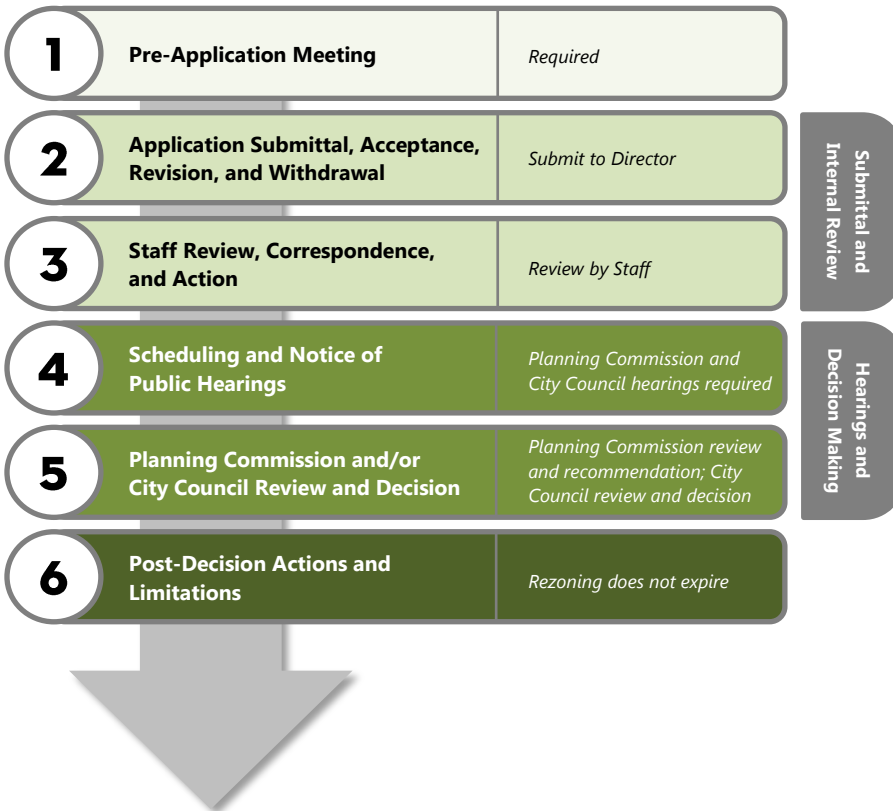 1
Pre-Application Meeting
Required
2
Application Submittal, Acceptance,
Revision, and Withdrawal
Submit to Director
3
Staff Review, Correspondence,
and Action
Review by Staff
Submittal and
Internal Review
4
Scheduling and Notice of
Public Hearings
Planning Commission and
City Council hearings required
5
Planning Commission and/or
City Council Review and Decision
Planning Commission review
and recommendation; City
Council review and decision
Hearings and
Decision Making
6
Post-Decision Actions and
Limitations
Rezoning does not expire